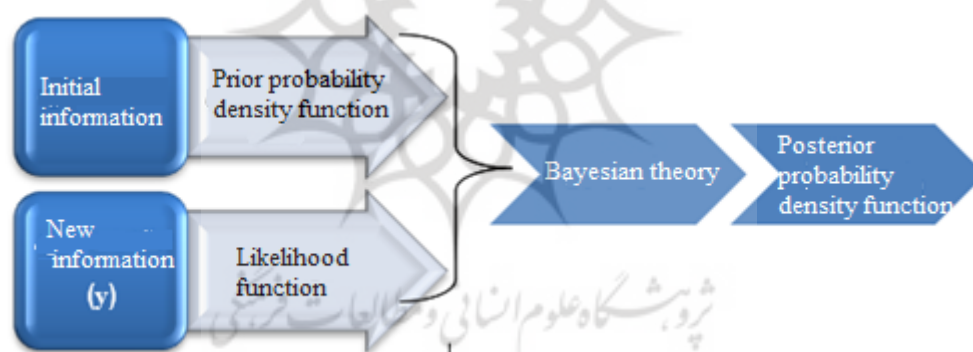 Initial
information
Prior probability
density function
New
information
(y)
Likelihood
function
Bayesian theory
Posterior
probability
density function
پژوهشگاه علوم انسانی و مطالعات فرهنگی